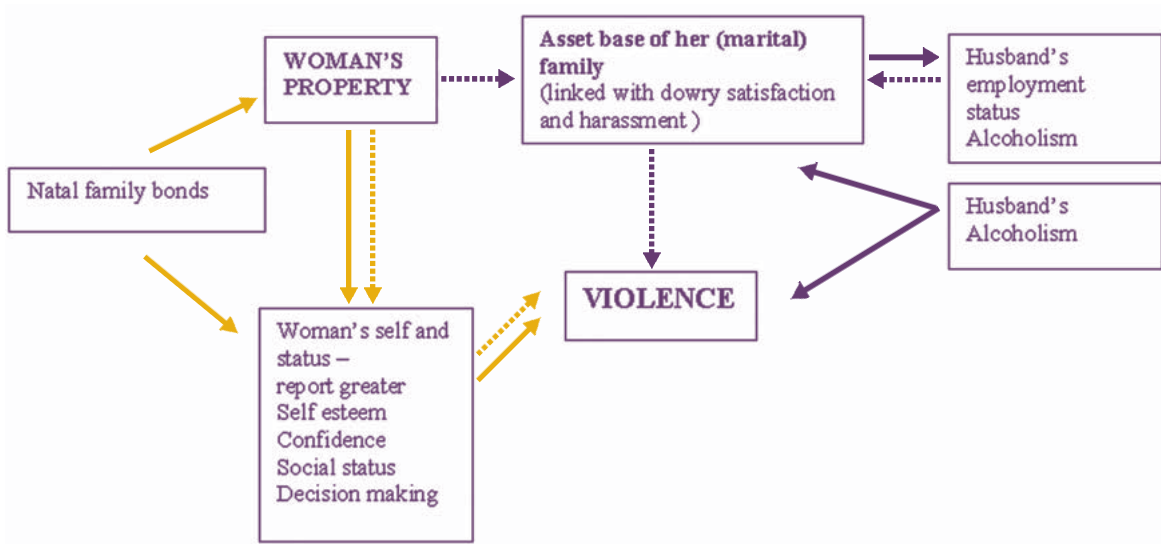 WOMAN'S
PROPERTY
Asset base of her (marital)
family
(linked with dowry satisfaction
and harassment )
Husband's
employment
status
Alcoholism
Natal family bonds
Husband's
Alcoholism
VIOLENCE
Woman's self and
status –
report greater
Self esteem
Confidence
Social status
Decision making